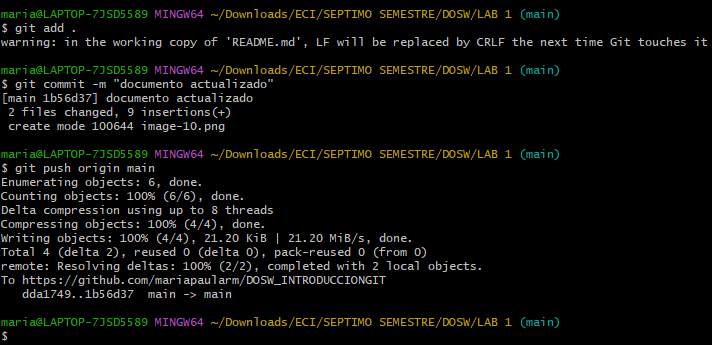 maria@LAPTOP-7JSD5589 MINGW64 ~/Downloads/ECI/SEPTIMO SEMESTRE/DOSW/LAB 1 (main)
$ git add .
warning: in the working copy of 'README.md', LF will be replaced by CRLF the next time Git touches it
maria@LAPTOP-7JSD5589 MINGW64 ~/Downloads/ECI/SEPTIMO SEMESTRE/DOSW/LAB 1 (main)
$ git commit -m "documento actualizado"
[main 1b56d37] documento actualizado
 2 files changed, 9 insertions(+)
 create mode 100644 image-10.png
maria@LAPTOP-7JSD5589 MINGW64 ~/Downloads/ECI/SEPTIMO SEMESTRE/DOSW/LAB 1 (main)
$ git push origin main
Enumerating objects: 6, done.
Counting objects: 100% (6/6), done.
Delta compression using up to 8 threads
Compressing objects: 100% (4/4), done.
Writing objects: 100% (4/4), 21.20 KiB | 21.20 MiB/s, done.
Total 4 (delta 2), reused 0 (delta 0), pack-reused 0 (from 0)
remote: Resolving deltas: 100% (2/2), completed with 2 local objects.
To https://github.com/mariapaularm/DOSW_INTRODUCCIONGIT
   dda1749..1b56d37  main -> main
maria@LAPTOP-7JSD5589 MINGW64 ~/Downloads/ECI/SEPTIMO SEMESTRE/DOSW/LAB 1 (main)
$